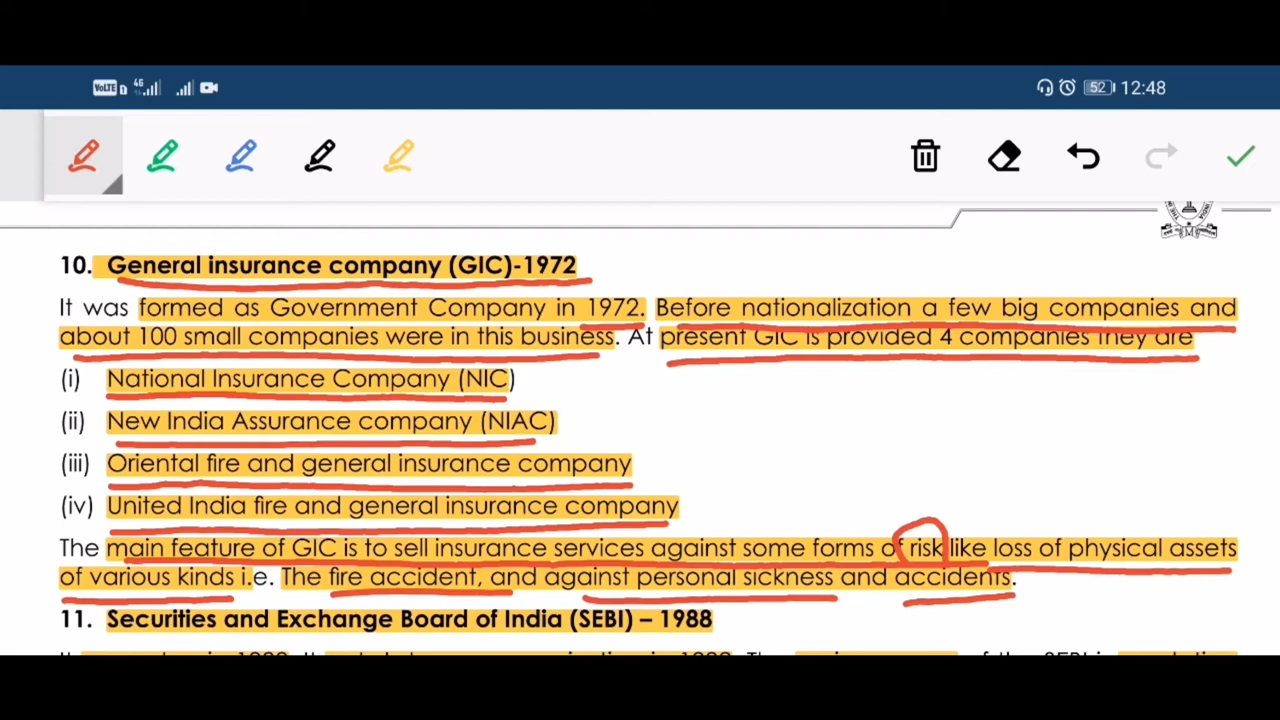 VoLTE 1 4G 52 12:48
10. General insurance company (GIC)-1972
It was formed as Government Company in 1972. Before nationalization a few big companies and
about 100 small companies were in this business. At present GIC is provided 4 companies they are
(i) National Insurance Company (NIC)
(ii) New India Assurance company (NIAC)
(iii) Oriental fire and general insurance company
(iv) United India fire and general insurance company
The main feature of GIC is to sell insurance services against some forms of risk like loss of physical assets
of various kinds i.e. The fire accident, and against personal sickness and accidents.
11. Securities and Exchange Board of India (SEBI) – 1988